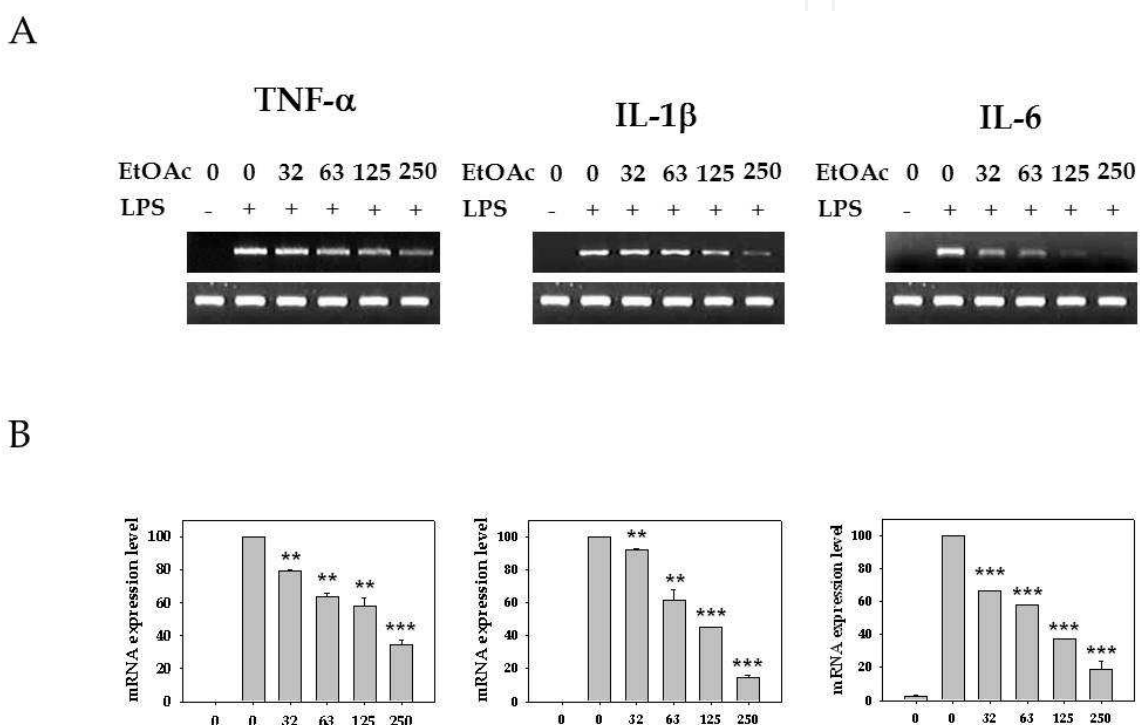 A
TNF-α
EtOAc 0 0 32 63 125 250
LPS - + + + + +
IL-1β
EtOAc 0 0 32 63 125 250
LPS - + + + + +
IL-6
EtOAc 0 0 32 63 125 250
LPS - + + + + +
B
mRNA expression level
100
80
60
40
20
0
** ** ** ***
0 0 32 63 125 250
mRNA expression level
100
80
60
40
20
0
** ** *** ***
0 0 32 63 125 250
mRNA expression level
100
80
60
40
20
0
*** *** *** ***
0 0 32 63 125 250